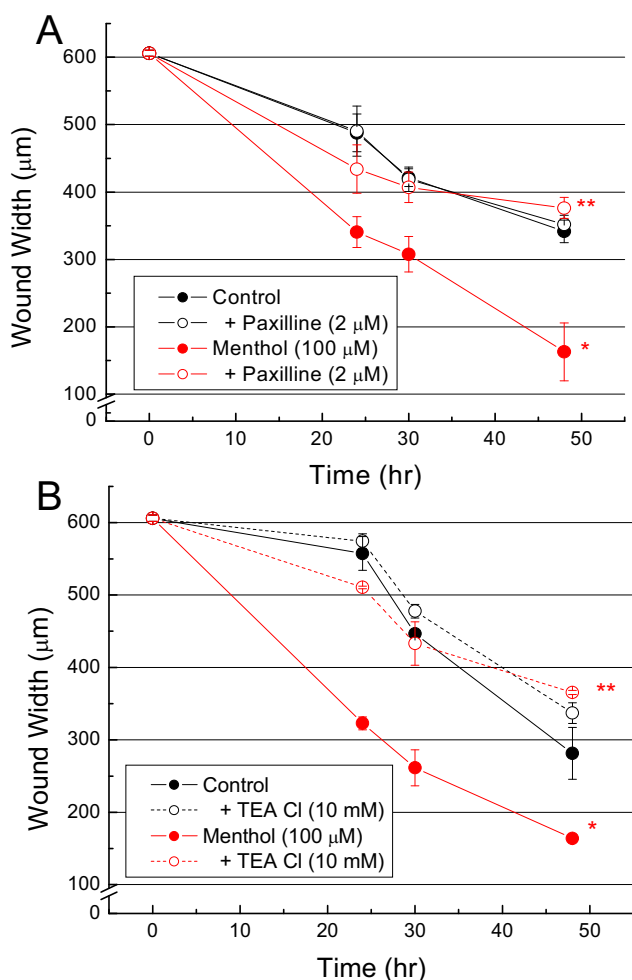 A
600
500
400
300
200
100
0
Wound Width (μm)
**
*
Control
+ Paxilline (2 μM)
Menthol (100 μM)
+ Paxilline (2 μM)
0 10 20 30 40 50
Time (hr)
B
600
500
400
300
200
100
0
Wound Width (μm)
**
*
Control
+ TEA Cl (10 mM)
Menthol (100 μM)
+ TEA Cl (10 mM)
0 10 20 30 40 50
Time (hr)